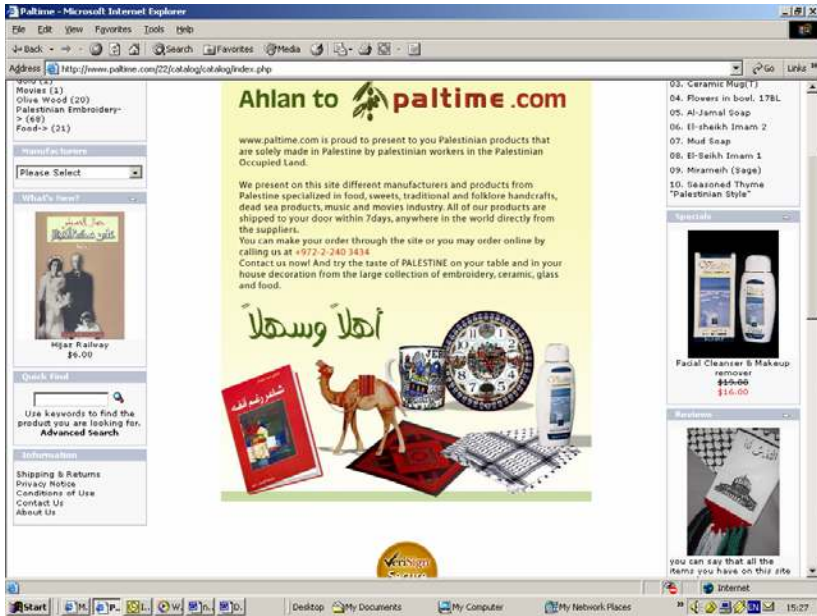 Paltime - Microsoft Internet Explorer
File Edit View Favorites Tools Help
Back Search Favorites Media
Address http://www.paltime.com/22/catalog/catalog/index.php Go Links
Gold (1)
Movies (1)
Olive Wood (20)
Palestinian Embroidery-
> (68)
Food-> (21)
Manufacturers
Please Select
What's New?
Hijaz Railway
$6.00
Quick Find
Use keywords to find the
product you are looking for.
Advanced Search
Information
Shipping & Returns
Privacy Notice
Conditions of Use
Contact Us
About Us
Ahlan to paltime.com
www.paltime.com is proud to present to you Palestinian products that
are solely made in Palestine by palestinian workers in the Palestinian
Occupied Land.
We present on this site different manufacturers and products from
Palestine specialized in food, sweets, traditional and folklore handcrafts,
dead sea products, music and movies industry. All of our products are
shipped to your door within 7days, anywhere in the world directly from
the suppliers.
You can make your order through the site or you may order online by
calling us at +972-2-240 3434
Contact us now! And try the taste of PALESTINE on your table and in your
house decoration from the large collection of embroidery, ceramic, glass
and food.
أهلاً وسهلاً
VeriSign
Secure
03. Ceramic Mug(T)
04. Flowers in bowl. 17BL
05. Al-Jamal Soap
06. El-sheikh Imam 2
07. Mud Soap
08. El-Seikh Imam 1
09. Mirameih (Sage)
10. Seasoned Thyme
"Palestinian Style"
Specials
Facial Cleanser & Makeup
remover
$19.00
$16.00
Reviews
you can say that all the
items you have on this site
Internet
Start Desktop My Documents My Computer My Network Places EN 15:27